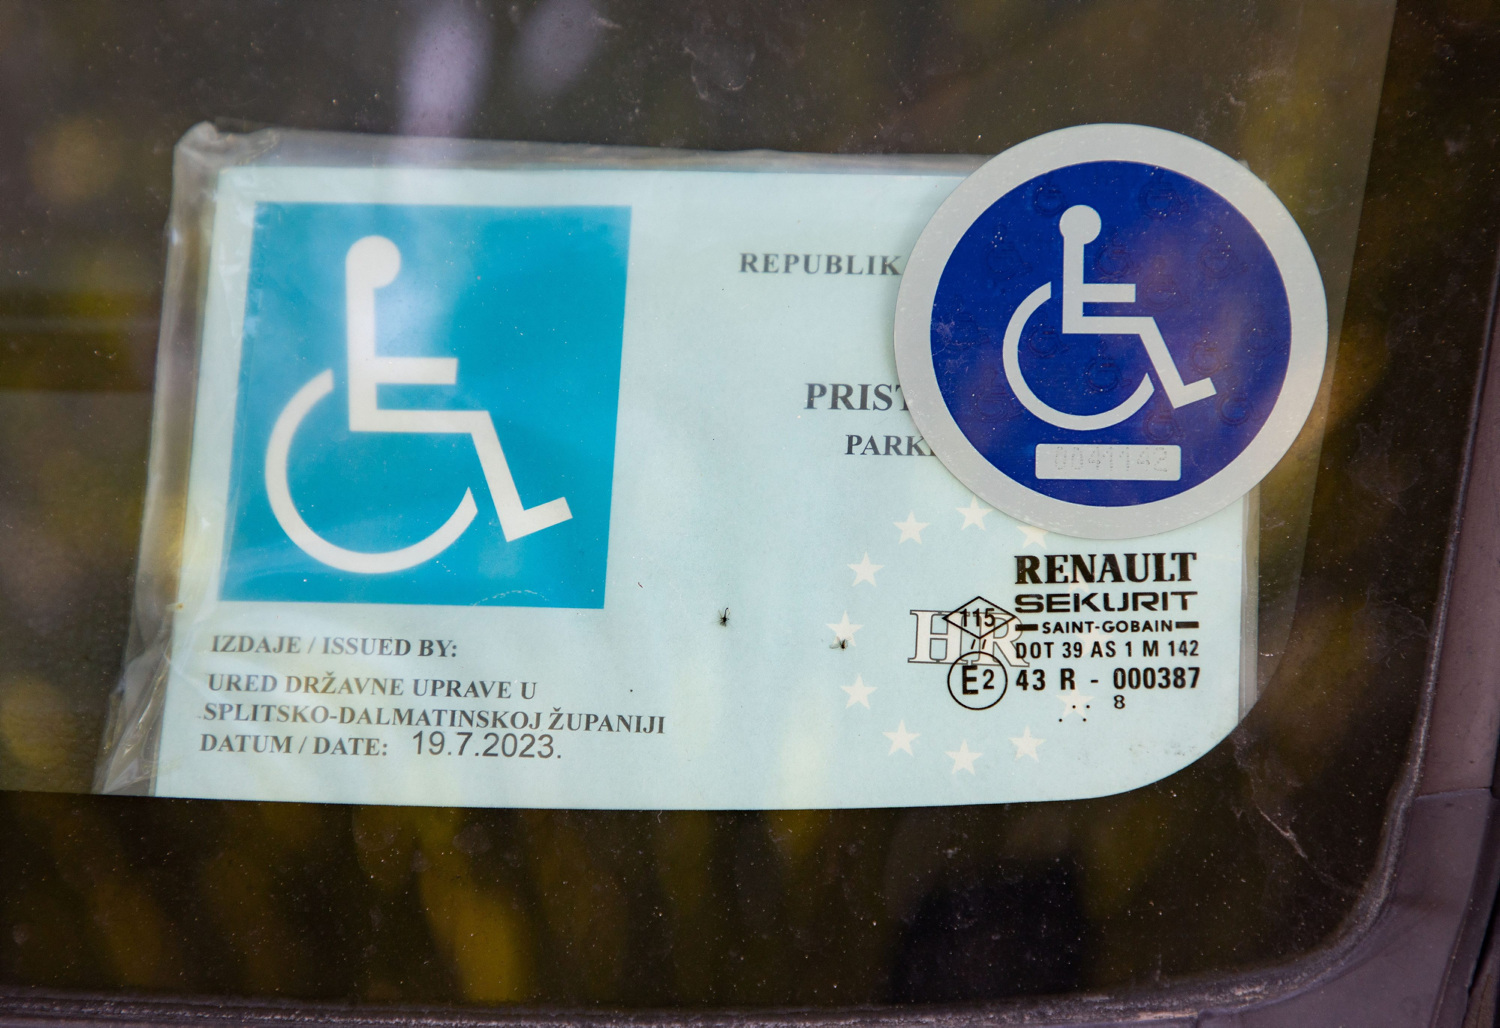 REPUBLIK
PRIST
PARK
0041142
IZDAJE / ISSUED BY:
URED DRŽAVNE UPRAVE U
SPLITSKO-DALMATINSKOJ ŽUPANIJI
DATUM / DATE: 19.7.2023.
HR
115
RENAULT
SEKURIT
SAINT-GOBAIN
DOT 39 AS 1 M 142
E2 43 R - 000387
8